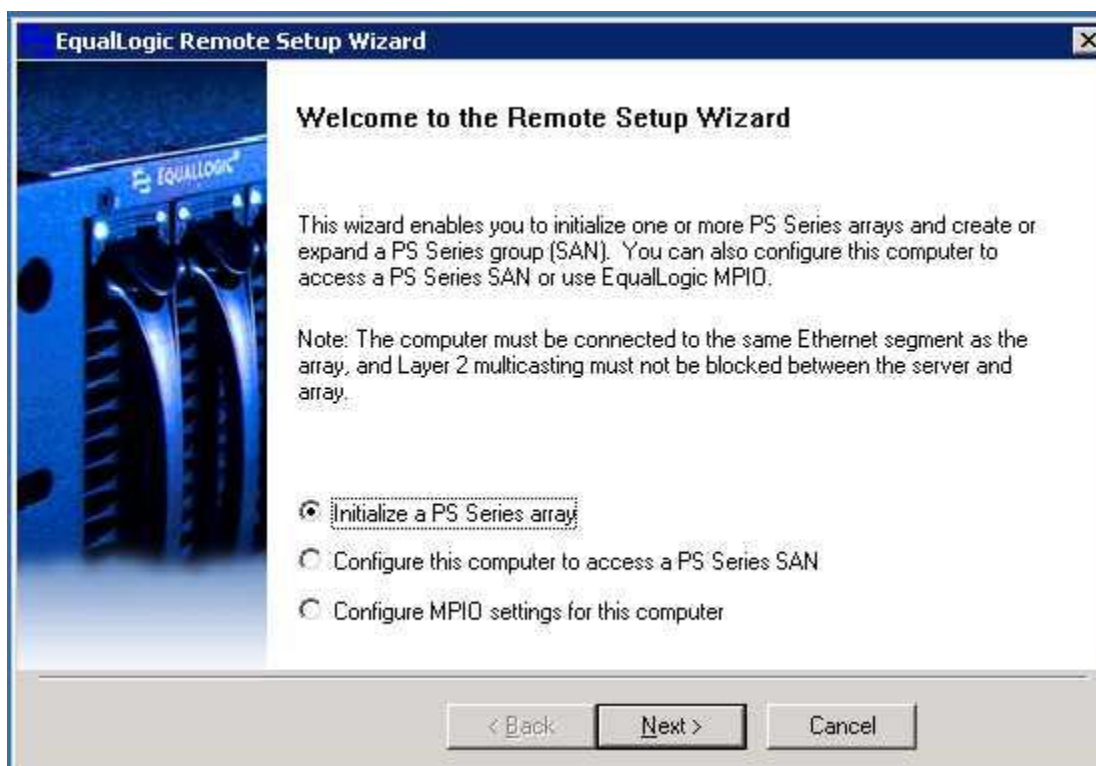 EqualLogic Remote Setup Wizard
EQUALLOGIC
Welcome to the Remote Setup Wizard
This wizard enables you to initialize one or more PS Series arrays and create or
expand a PS Series group (SAN). You can also configure this computer to
access a PS Series SAN or use EqualLogic MPIO.
Note: The computer must be connected to the same Ethernet segment as the
array, and Layer 2 multicasting must not be blocked between the server and
array.
Initialize a PS Series array
Configure this computer to access a PS Series SAN
Configure MPIO settings for this computer
< Back
Next >
Cancel